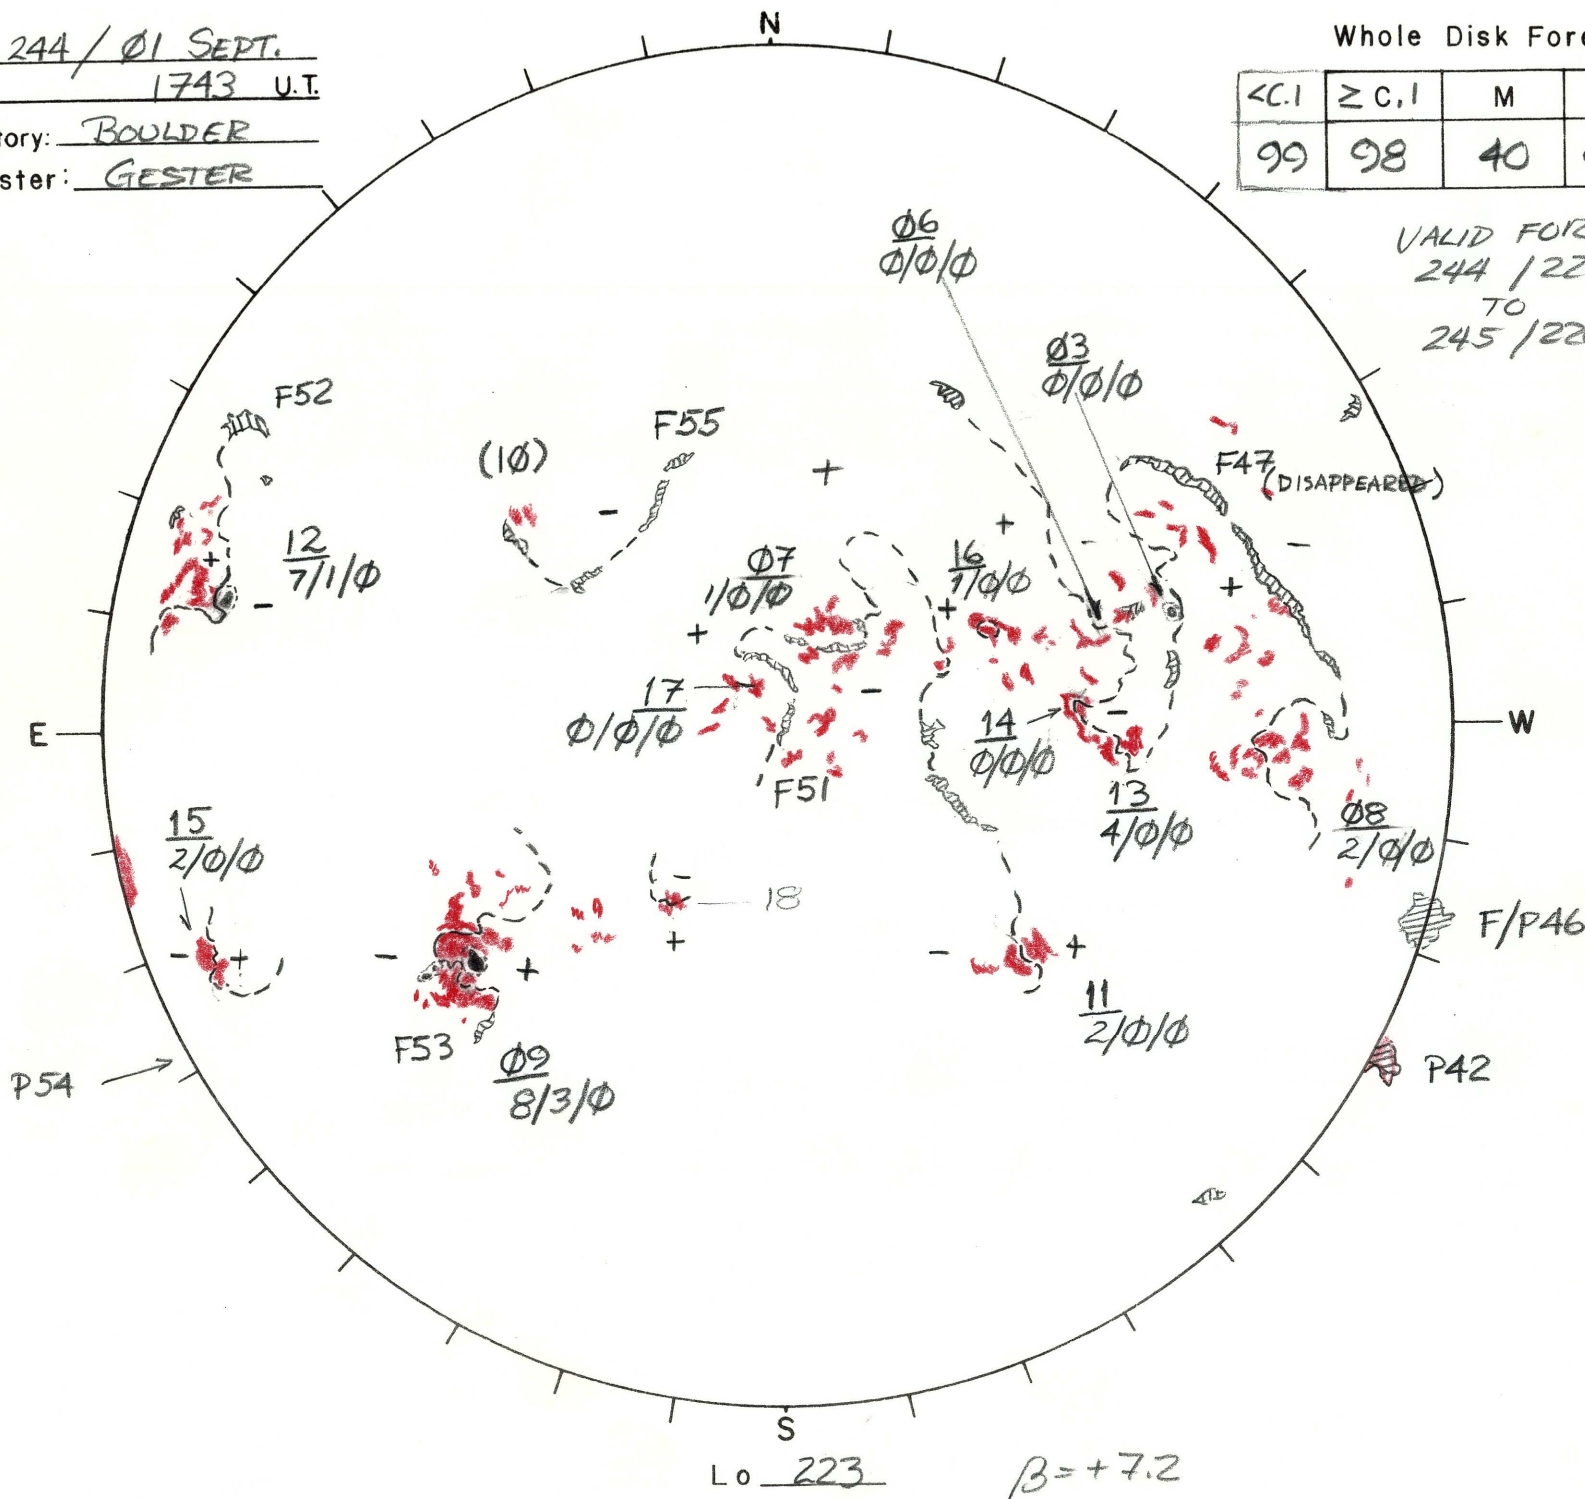 244 / Ø1 SEPT.
1743 U.T.
tory: BOULDER
ster: GESTER
N
Whole Disk Fore
<C.1 ≥C.1 M
99 98 40
VALID FORE
244 / 22
TO
245 / 22
Ø6
Ø/Ø/Ø
Ø3
Ø/Ø/Ø
F52
(1Ø)
F55
+
F47 (DISAPPEARED)
-
+
-
12
7/1/Ø
+
-
Ø7
1/Ø/Ø
16
1/Ø/Ø
-
+
+
+
17
Ø/Ø/Ø
-
14
Ø/Ø/Ø
-
E
W
F51
13
4/Ø/Ø
Ø8
2/Ø/Ø
15
2/Ø/Ø
-
18
F/P46
- +
- +
+
- +
11
2/Ø/Ø
F53
Ø9
8/3/Ø
P54
P42
S
Lo 223
β=+7.2